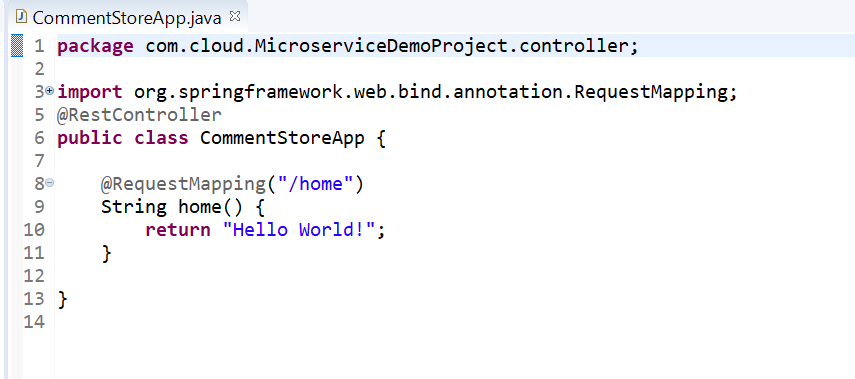 CommentStoreApp.java
1 package com.cloud.MicroserviceDemoProject.controller;
2
3 import org.springframework.web.bind.annotation.RequestMapping;
5 @RestController
6 public class CommentStoreApp {
7
8     @RequestMapping("/home")
9     String home() {
10         return "Hello World!";
11     }
12
13 }
14